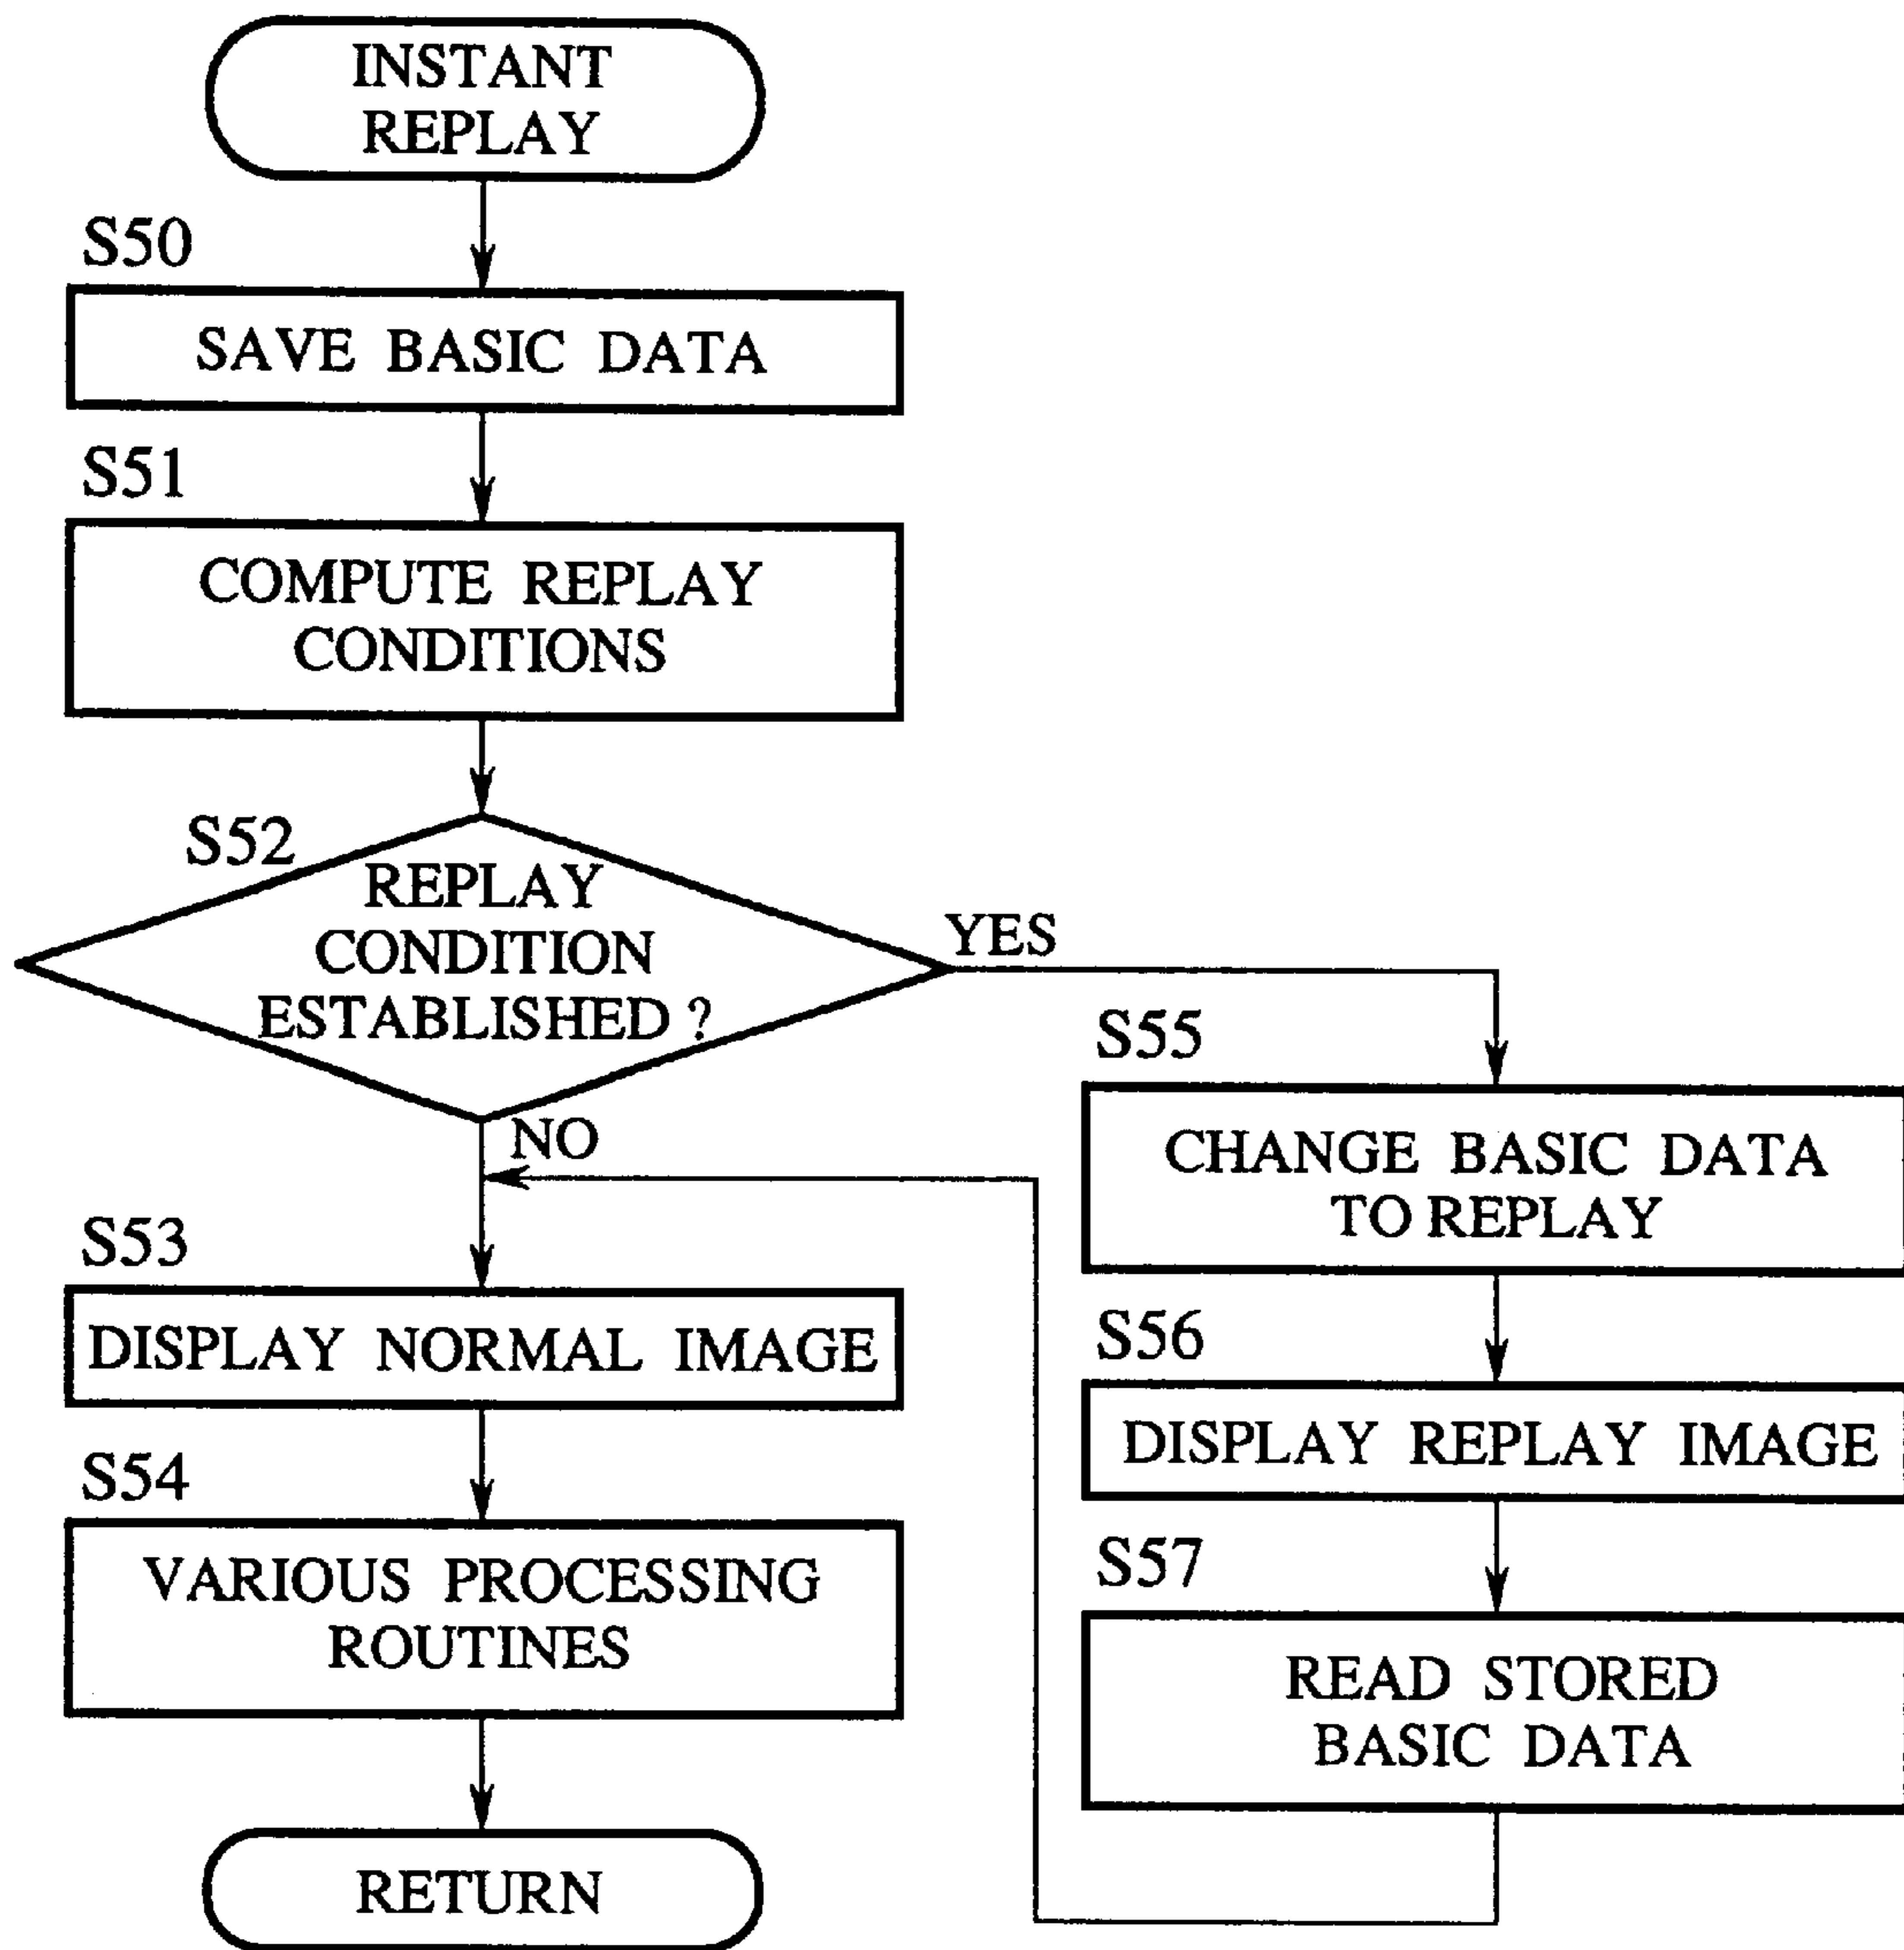 INSTANT
REPLAY
S50
SAVE BASIC DATA
S51
COMPUTE REPLAY
CONDITIONS
S52
REPLAY
CONDITION
ESTABLISHED ?
YES
NO
S53
DISPLAY NORMAL IMAGE
S54
VARIOUS PROCESSING
ROUTINES
RETURN
S55
CHANGE BASIC DATA
TO REPLAY
S56
DISPLAY REPLAY IMAGE
S57
READ STORED
BASIC DATA